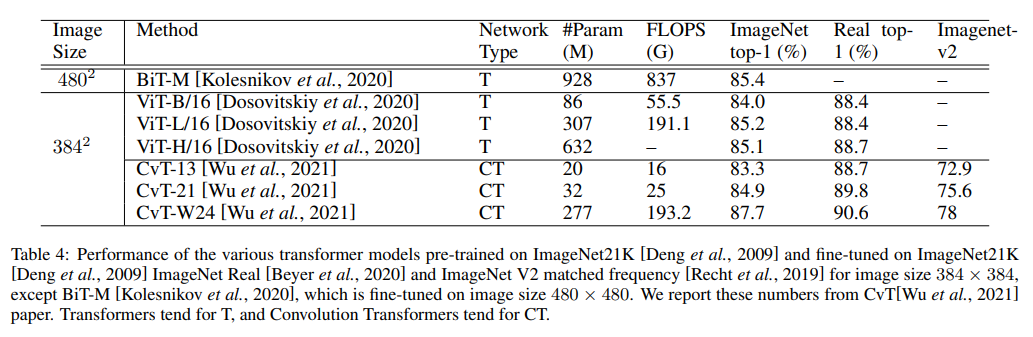 Image Size Method Network Type #Param (M) FLOPS (G) ImageNet top-1 (%) Real top-1 (%) Imagenet-v2
480² BiT-M [Kolesnikov et al., 2020] T 928 837 85.4 – –
384²
ViT-B/16 [Dosovitskiy et al., 2020] T 86 55.5 84.0 88.4 –
ViT-L/16 [Dosovitskiy et al., 2020] T 307 191.1 85.2 88.4 –
ViT-H/16 [Dosovitskiy et al., 2020] T 632 – 85.1 88.7 –
CvT-13 [Wu et al., 2021] CT 20 16 83.3 88.7 72.9
CvT-21 [Wu et al., 2021] CT 32 25 84.9 89.8 75.6
CvT-W24 [Wu et al., 2021] CT 277 193.2 87.7 90.6 78
Table 4: Performance of the various transformer models pre-trained on ImageNet21K [Deng et al., 2009] and fine-tuned on ImageNet21K
[Deng et al., 2009] ImageNet Real [Beyer et al., 2020] and ImageNet V2 matched frequency [Recht et al., 2019] for image size 384 × 384,
except BiT-M [Kolesnikov et al., 2020], which is fine-tuned on image size 480 × 480. We report these numbers from CvT[Wu et al., 2021]
paper. Transformers tend for T, and Convolution Transformers tend for CT.